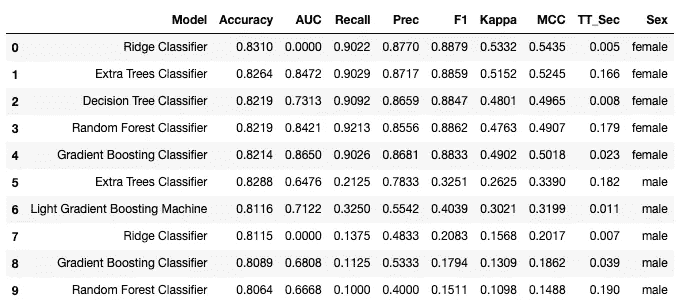 Model Accuracy AUC Recall Prec F1 Kappa MCC TT_Sec Sex
0 Ridge Classifier 0.8310 0.0000 0.9022 0.8770 0.8879 0.5332 0.5435 0.005 female
1 Extra Trees Classifier 0.8264 0.8472 0.9029 0.8717 0.8859 0.5152 0.5245 0.166 female
2 Decision Tree Classifier 0.8219 0.7313 0.9092 0.8659 0.8847 0.4801 0.4965 0.008 female
3 Random Forest Classifier 0.8219 0.8421 0.9213 0.8556 0.8862 0.4763 0.4907 0.179 female
4 Gradient Boosting Classifier 0.8214 0.8650 0.9026 0.8681 0.8833 0.4902 0.5018 0.023 female
5 Extra Trees Classifier 0.8288 0.6476 0.2125 0.7833 0.3251 0.2625 0.3390 0.182 male
6 Light Gradient Boosting Machine 0.8116 0.7122 0.3250 0.5542 0.4039 0.3021 0.3199 0.011 male
7 Ridge Classifier 0.8115 0.0000 0.1375 0.4833 0.2083 0.1568 0.2017 0.007 male
8 Gradient Boosting Classifier 0.8089 0.6808 0.1125 0.5333 0.1794 0.1309 0.1862 0.039 male
9 Random Forest Classifier 0.8064 0.6668 0.1000 0.4000 0.1511 0.1098 0.1488 0.190 male